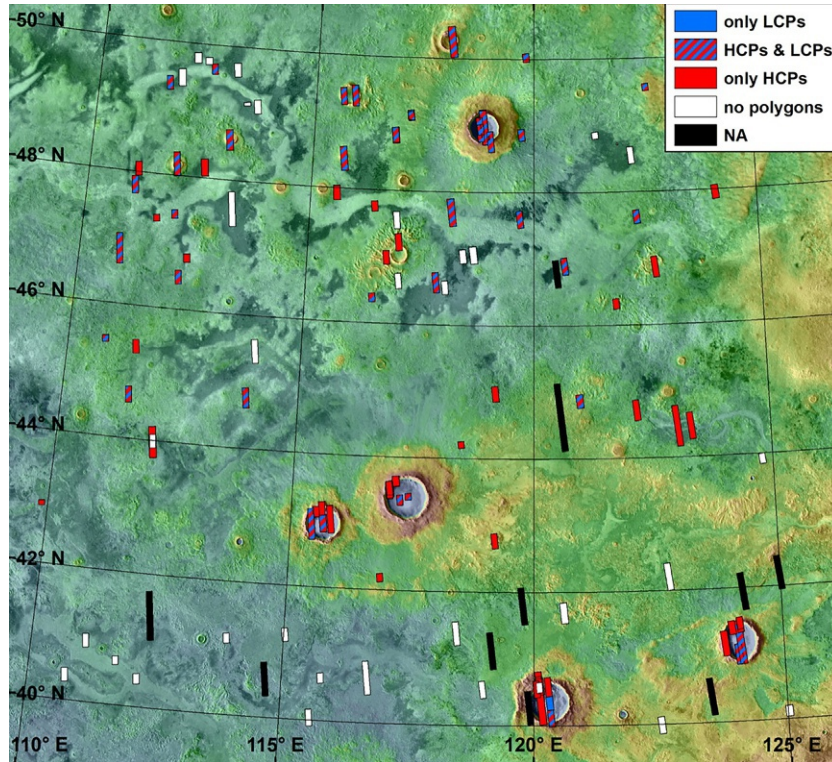 50° N
48° N
46° N
44° N
42° N
40° N
110° E
115° E
120° E
125° E
only LCPs
HCPs & LCPs
only HCPs
no polygons
NA